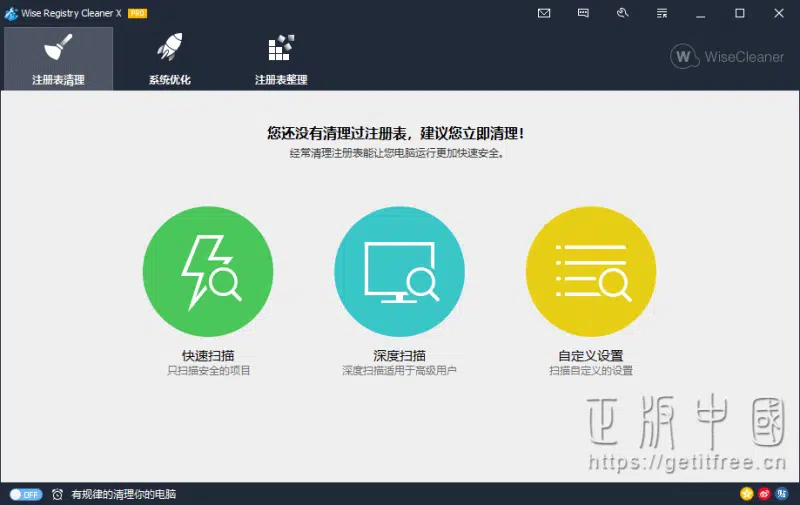 Wise Registry Cleaner X PRO
注册表清理
系统优化
注册表整理
W WiseCleaner
您还没有清理过注册表，建议您立即清理！
经常清理注册表能让您电脑运行更加快速安全。
快速扫描
只扫描安全的项目
深度扫描
深度扫描适用于高级用户
自定义设置
扫描自定义的设置
正版中國
https://getitfree.cn
OFF 有规律的清理你的电脑